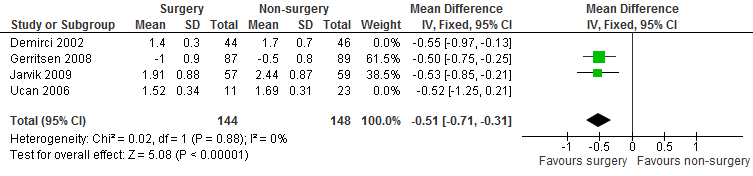 Surgery Non-surgery Mean Difference Mean Difference
Study or Subgroup Mean SD Total Mean SD Total Weight IV, Fixed, 95% CI IV, Fixed, 95% CI
Demirci 2002 1.4 0.3 44 1.7 0.7 46 0.0% -0.55 [-0.97, -0.13]
Gerritsen 2008 -1 0.9 87 -0.5 0.8 89 61.5% -0.50 [-0.75, -0.25]
Jarvik 2009 1.91 0.88 57 2.44 0.87 59 38.5% -0.53 [-0.85, -0.21]
Ucan 2006 1.52 0.34 11 1.69 0.31 23 0.0% -0.52 [-1.25, 0.21]
Total (95% CI) 144 148 100.0% -0.51 [-0.71, -0.31]
Heterogeneity: Chi² = 0.02, df = 1 (P = 0.88); I² = 0%
Test for overall effect: Z = 5.08 (P < 0.00001)
-1 -0.5 0 0.5 1
Favours surgery Favours non-surgery